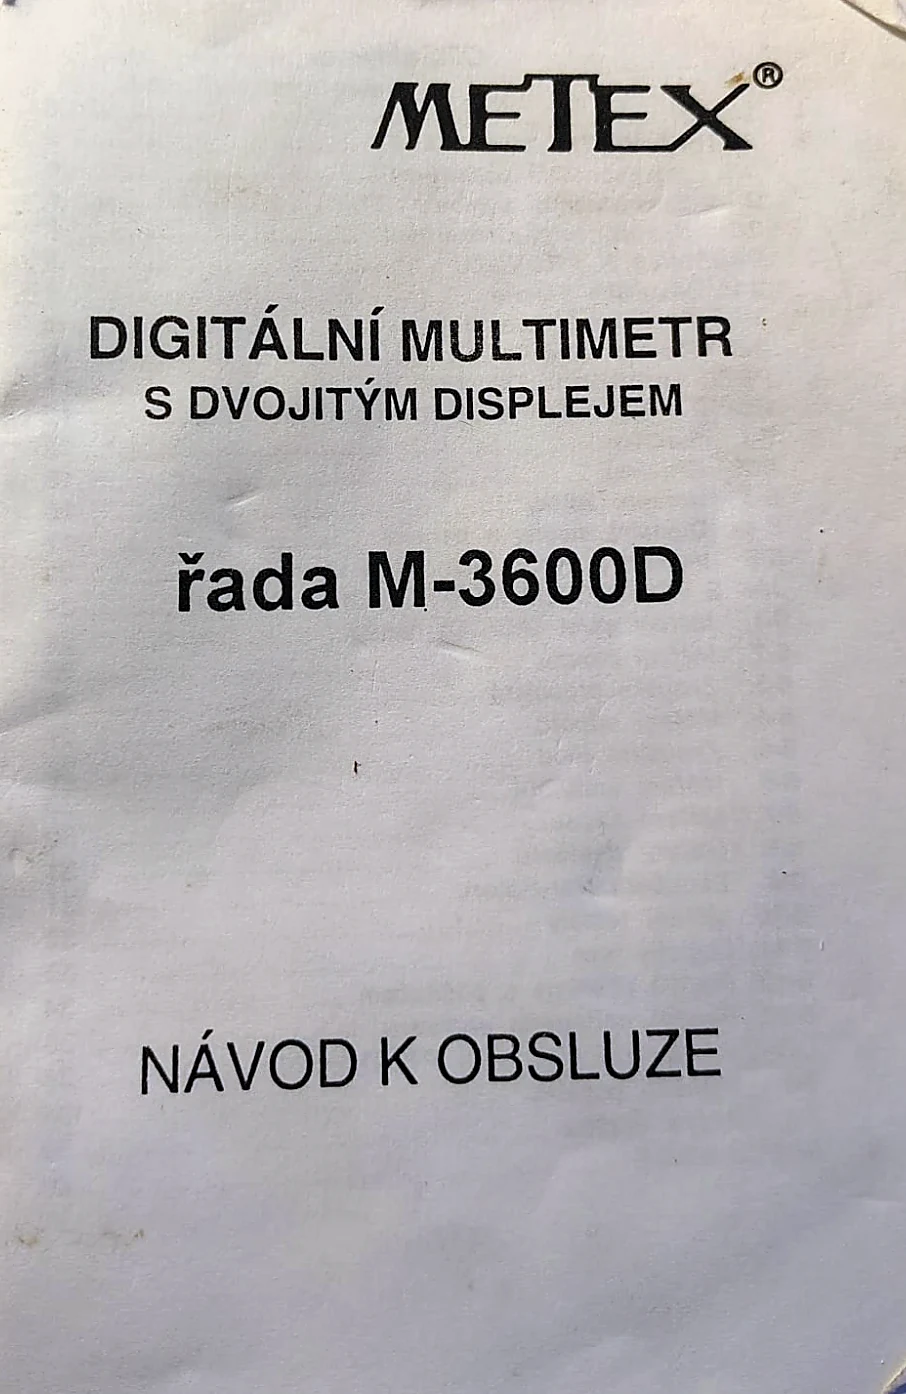 METEX®
DIGITÁLNÍ MULTIMETR
S DVOJITÝM DISPLEJEM
řada M-3600D
NÁVOD K OBSLUZE